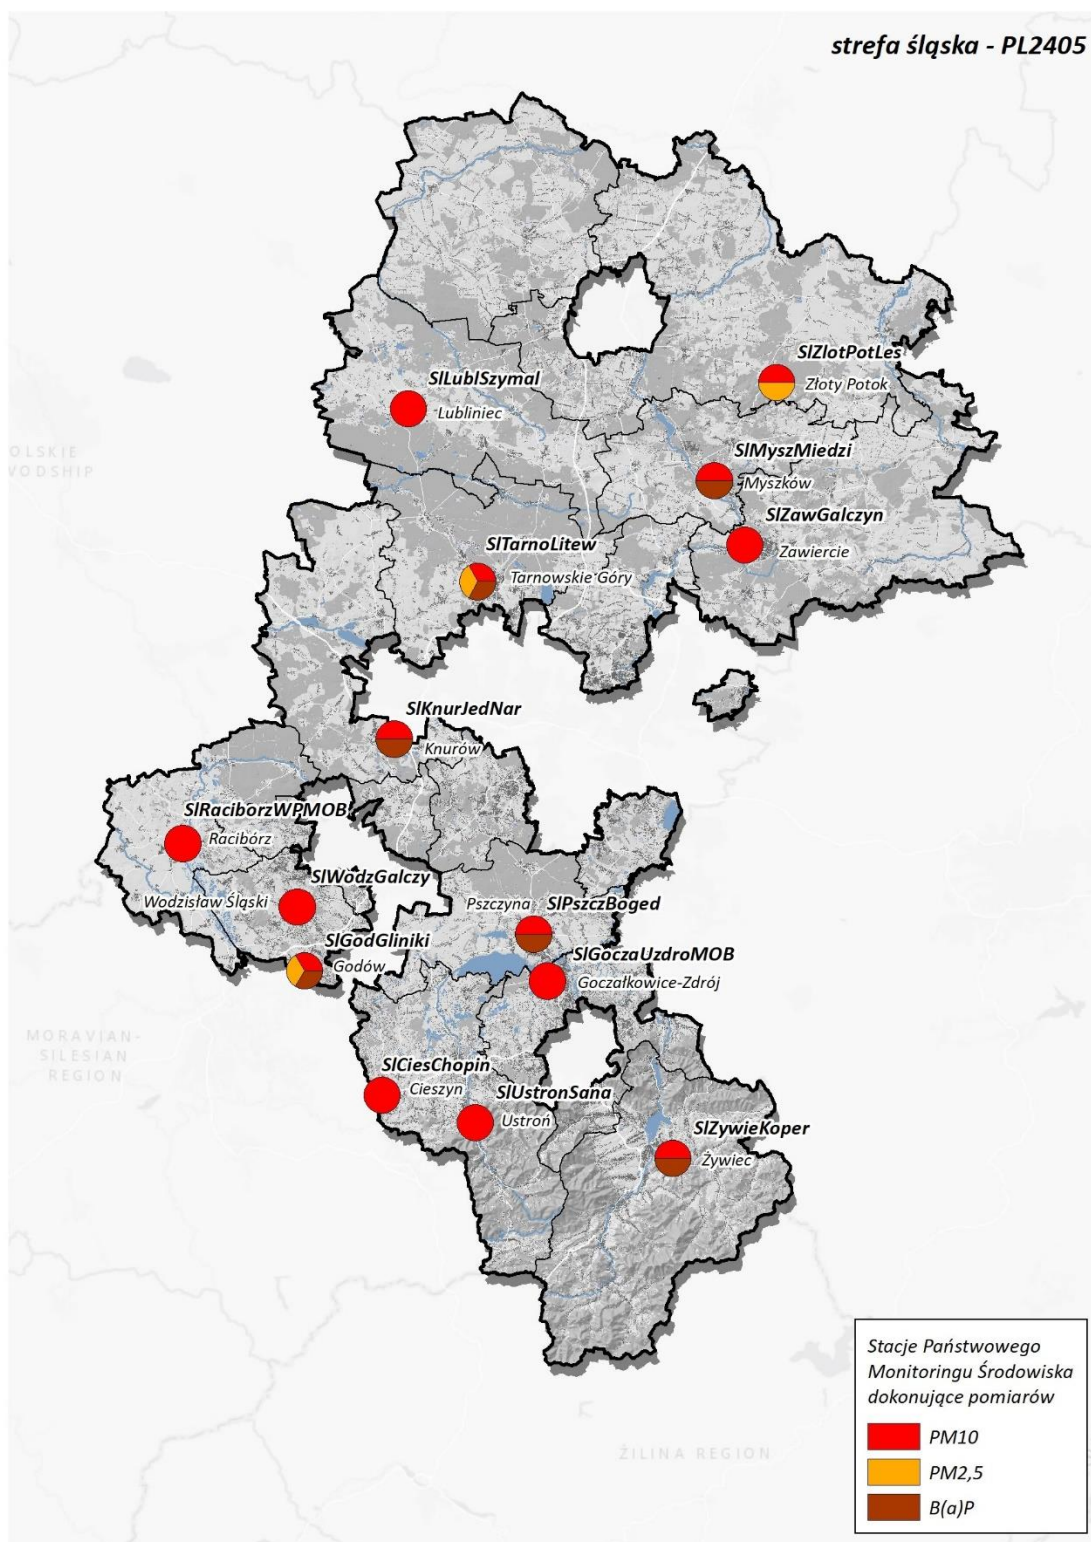 strefa śląska - PL2405
SlZlotPotLes
Złoty Potok
SlLublSzymal
Lubliniec
SlMyszMiedzi
Myszków
SlZawGalczyn
Zawiercie
SlTarnoLitew
Tarnowskie Góry
OLSKIE
WODSHIP
SlKnurJedNar
Knurów
SlRaciborzWPMOB
Racibórz
SlWodzGalczy
Wodzisław Śląski
SlGodGliniki
Godów
Pszczyna
SlPszczBoged
SlGoczaUzdroMOB
Goczałkowice-Zdrój
MORAVIAN-
SILESIAN
REGION
SlCiesChopin
Cieszyn
SlUstronSana
Ustroń
SlZywieKoper
Żywiec
ŽILINA REGION
Stacje Państwowego
Monitoringu Środowiska
dokonujące pomiarów
PM10
PM2,5
B(a)P